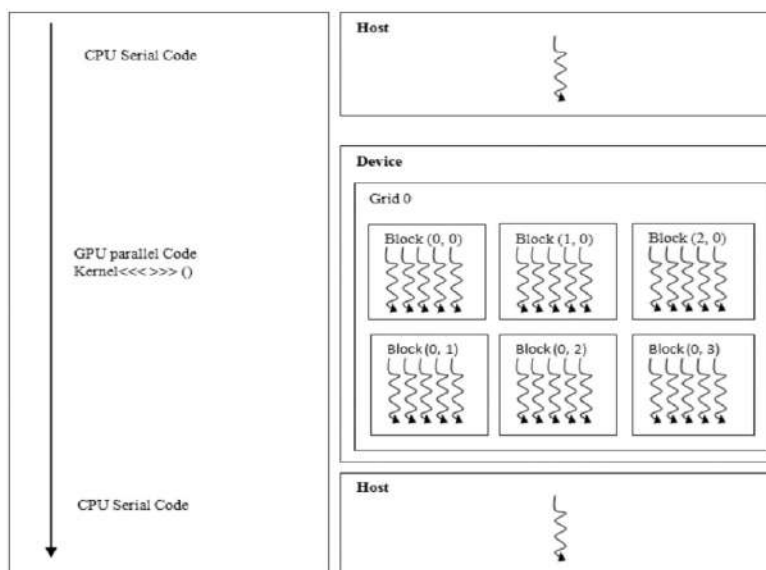 CPU Serial Code
GPU parallel Code
Kernel<<< >>> ()
CPU Serial Code
Host
Device
Grid 0
Block (0, 0)
Block (1, 0)
Block (2, 0)
Block (0, 1)
Block (0, 2)
Block (0, 3)
Host